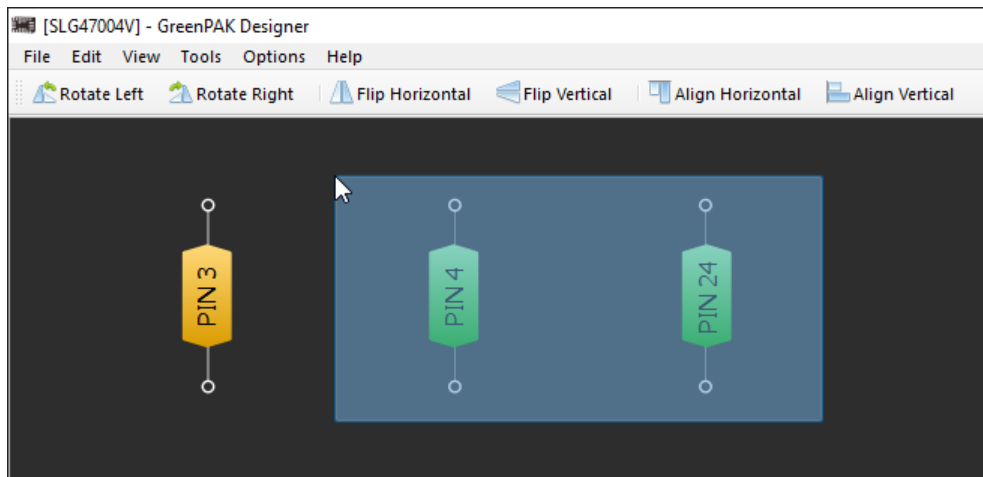 [SLG47004V] - GreenPAK Designer
File Edit View Tools Options Help
Rotate Left Rotate Right Flip Horizontal Flip Vertical Align Horizontal Align Vertical
PIN 3 PIN 4 PIN 24